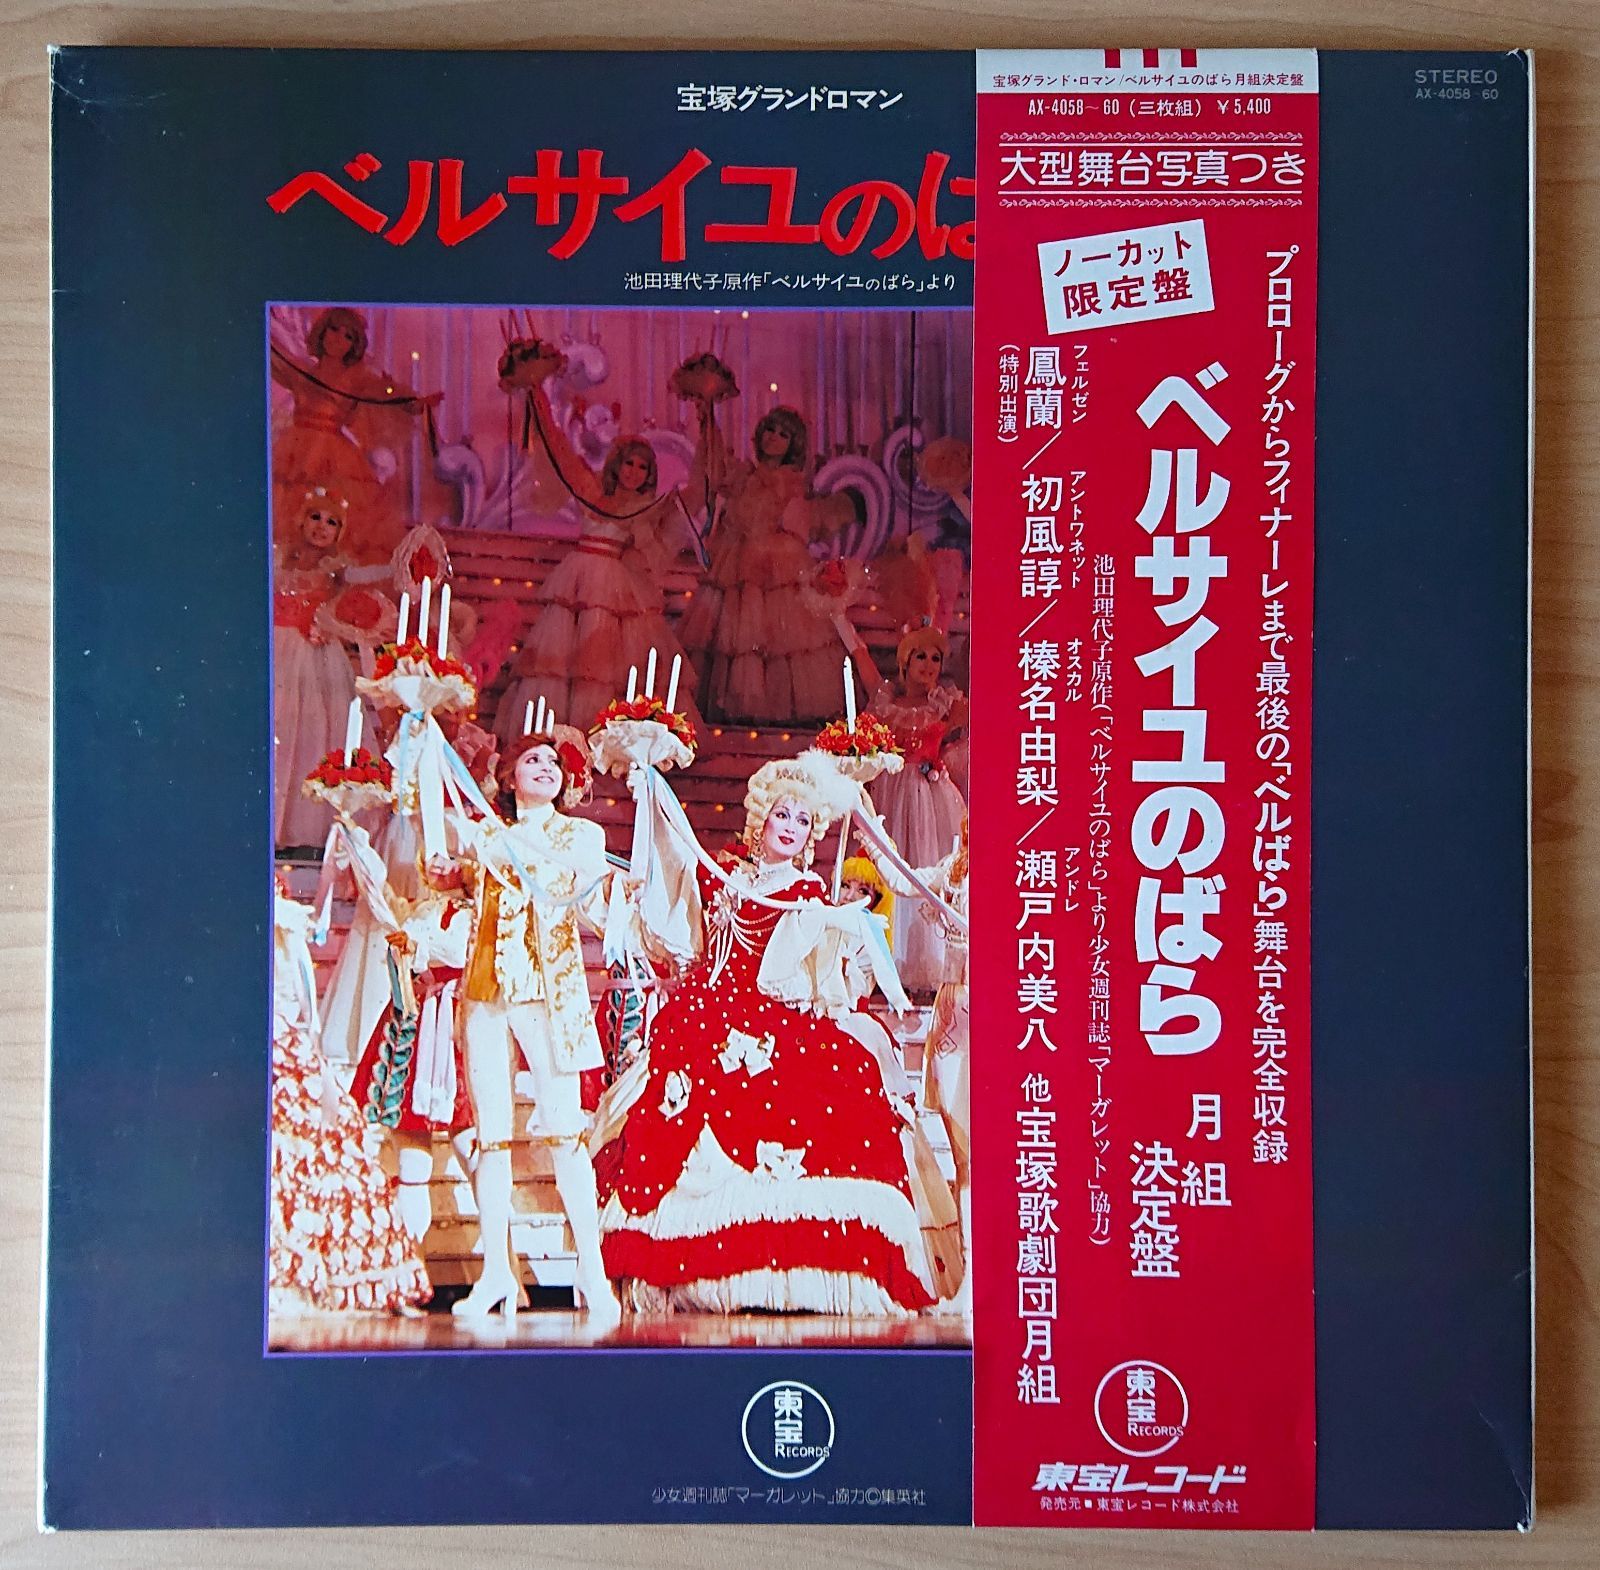 宝塚グランドロマン
ベルサイユのば
池田理代子原作「ベルサイユのばら」より
東宝
RECORDS
少女週刊誌「マーガレット」協力©集英社
STEREO
AX-4058~60
宝塚グランド・ロマン/ベルサイユのばら月組決定盤
AX-4058~60(三枚組)¥5,400
大型舞台写真つき
ノーカット
限定盤
プロローグからフィナーレまで最後の「ベルばら」舞台を完全収録
ベルサイユのばら 月組
決定盤
池田理代子原作(「ベルサイユのばら」より少女週刊誌「マーガレット」協力)
フェルゼン アントワネット オスカル アンドレ
鳳蘭/初風諄/榛名由梨/瀬戸内美八 他宝塚歌劇団月組
(特別出演)
東宝
RECORDS
東宝レコード
発売元■東宝レコード株式会社